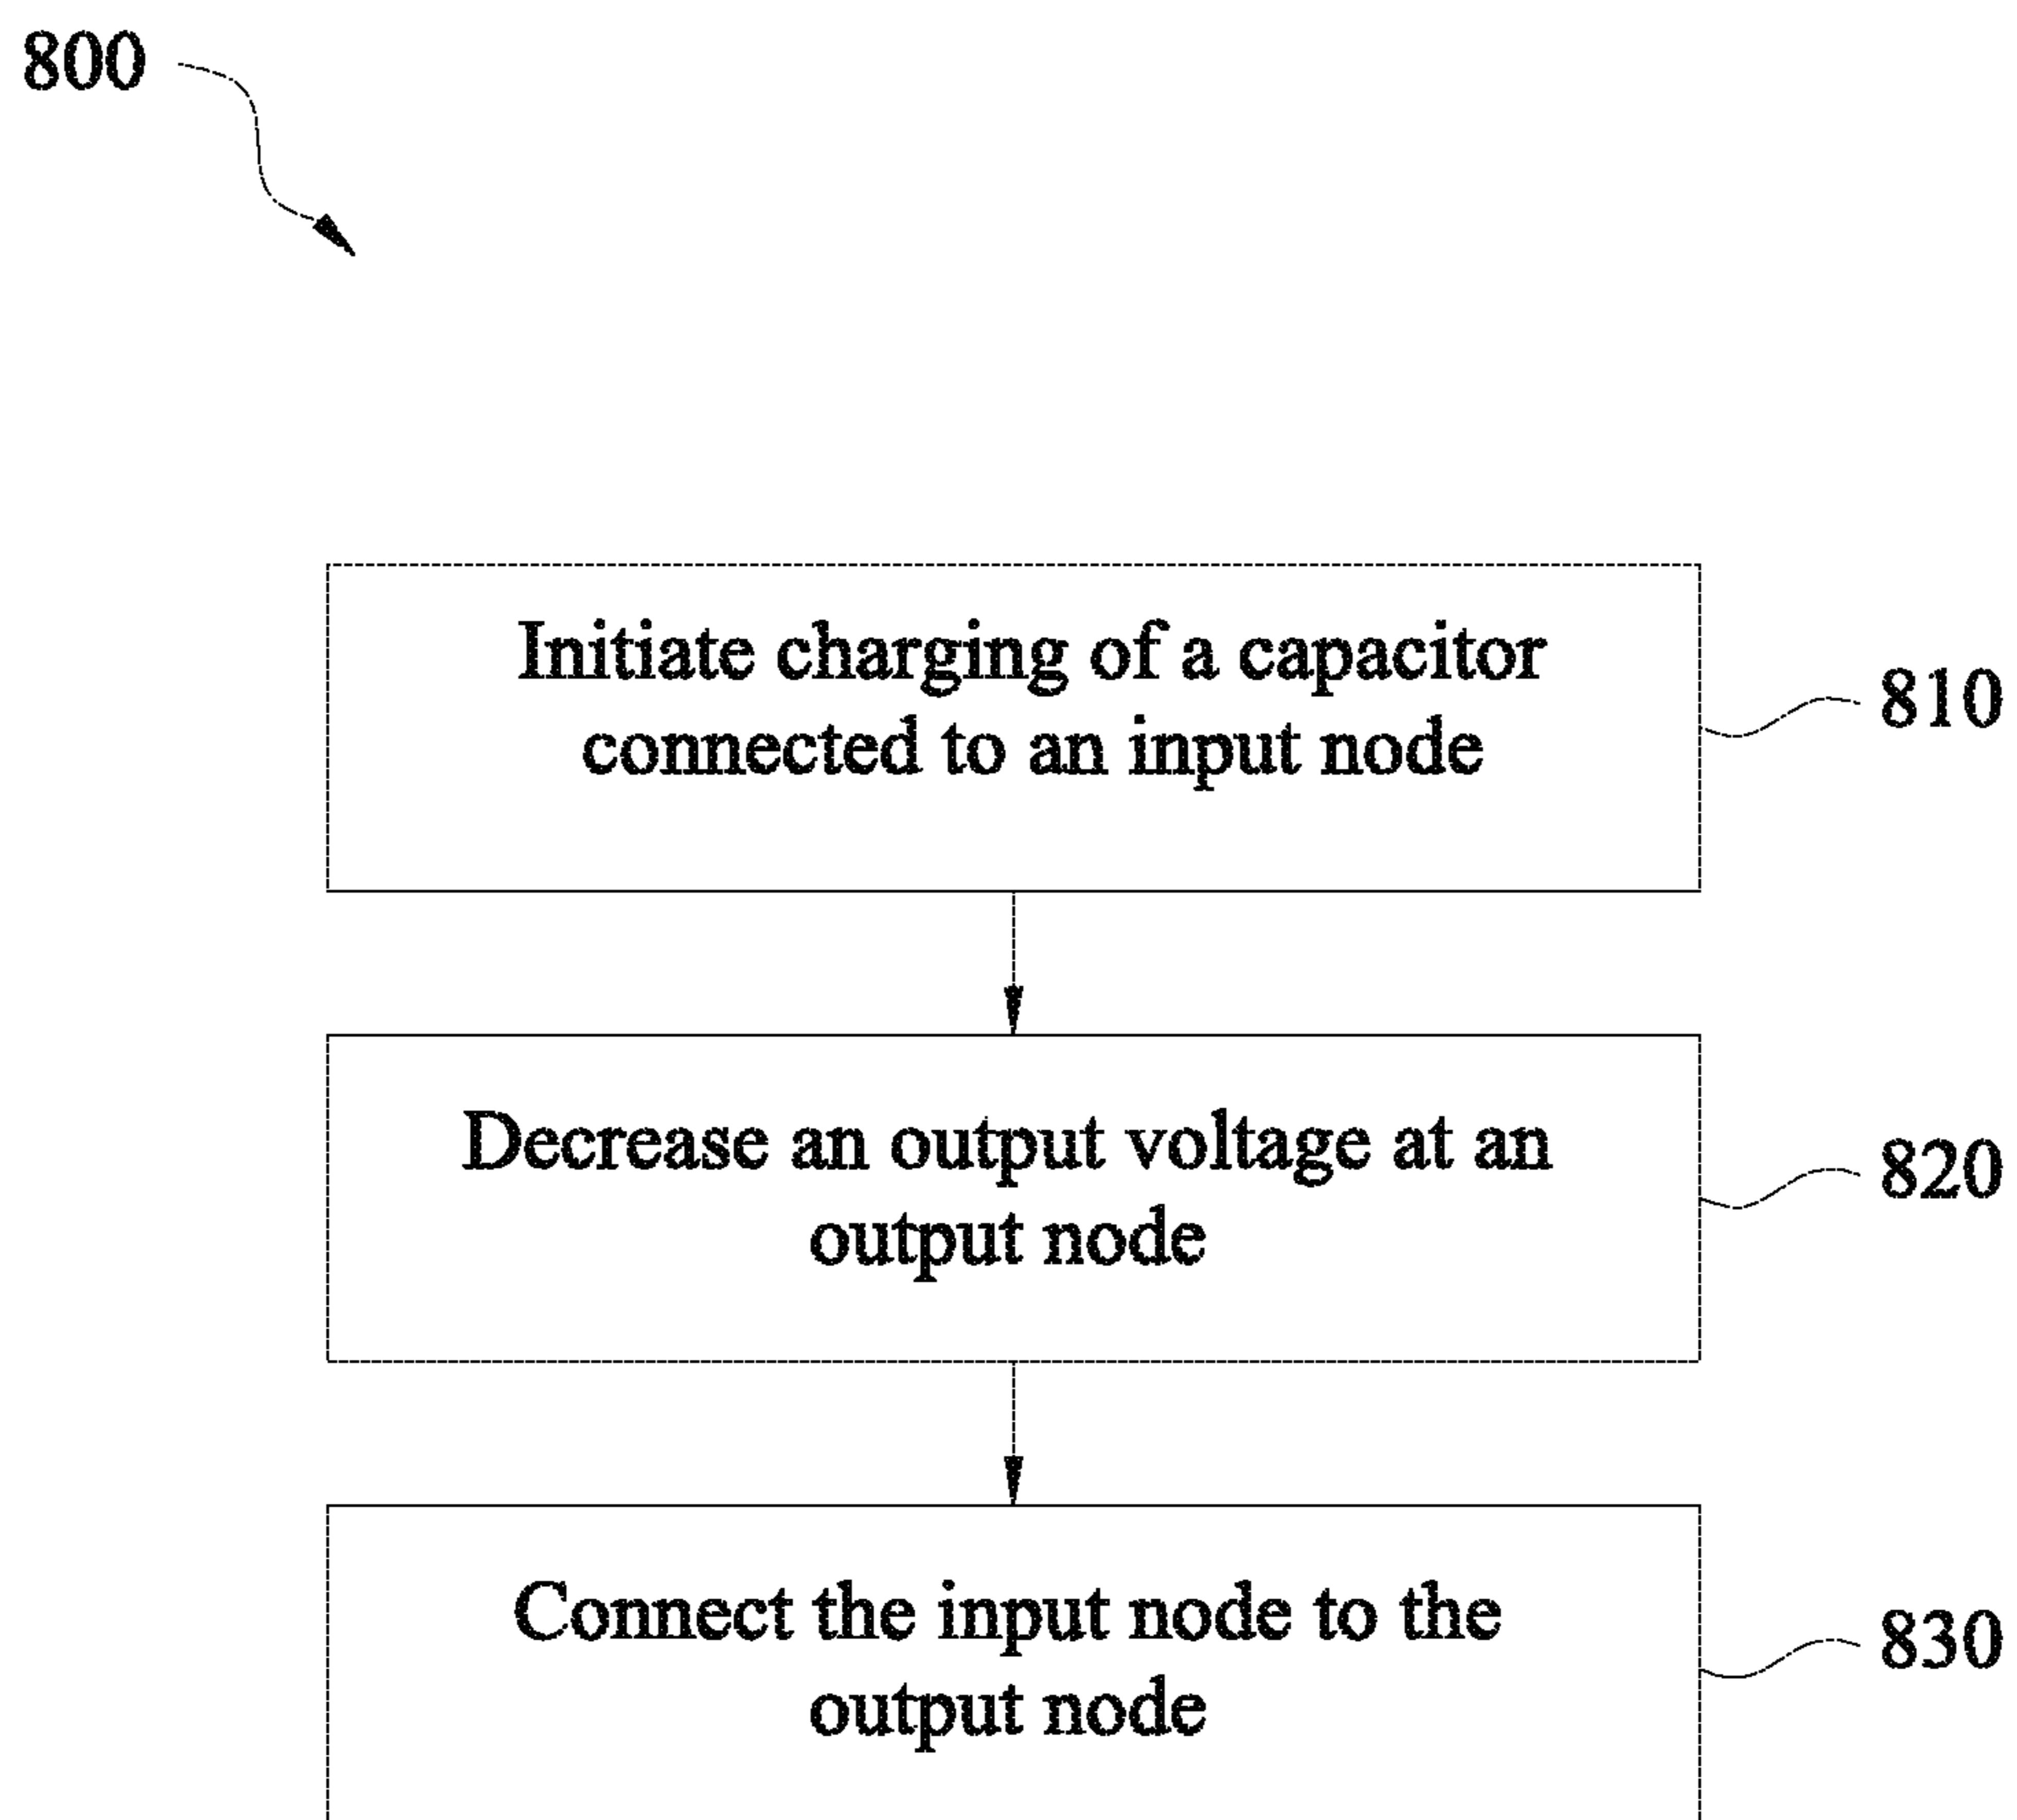 800
Initiate charging of a capacitor
connected to an input node
810
Decrease an output voltage at an
output node
820
Connect the input node to the
output node
830